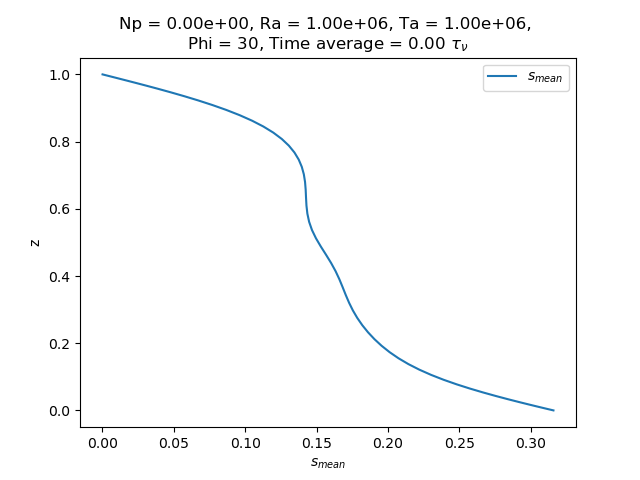 Np = 0.00e+00, Ra = 1.00e+06, Ta = 1.00e+06,
Phi = 30, Time average = 0.00 τν
s_mean
1.0
0.8
0.6
0.4
0.2
0.0
z
0.00 0.05 0.10 0.15 0.20 0.25 0.30
s_mean